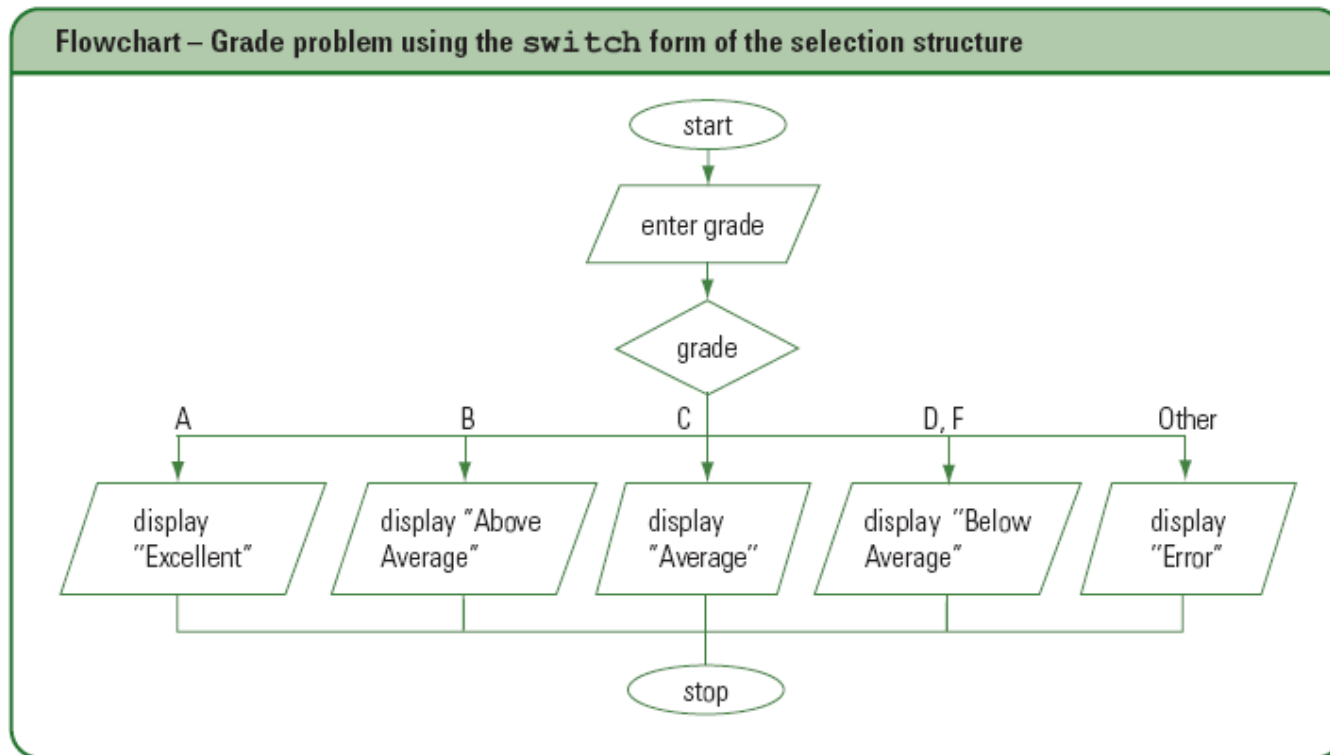 Flowchart – Grade problem using the switch form of the selection structure
start
enter grade
grade
A
B
C
D, F
Other
display
"Excellent"
display "Above
Average"
display
"Average"
display "Below
Average"
display
"Error"
stop